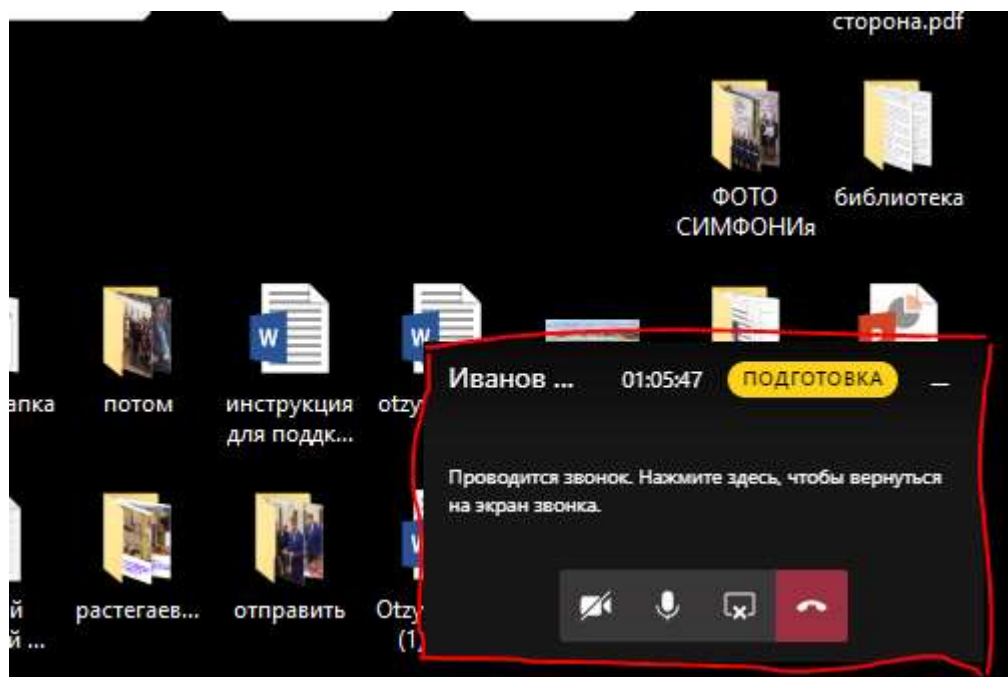 сторона.pdf
ФОТО
СИМФОНИя
библиотека
апка
потом
инструкция
для поддк...
otzy
Иванов ...
01:05:47
ПОДГОТОВКА
Проводится звонок. Нажмите здесь, чтобы вернуться
на экран звонка.
й
й ...
растегаев...
отправить
Otzy
(1)